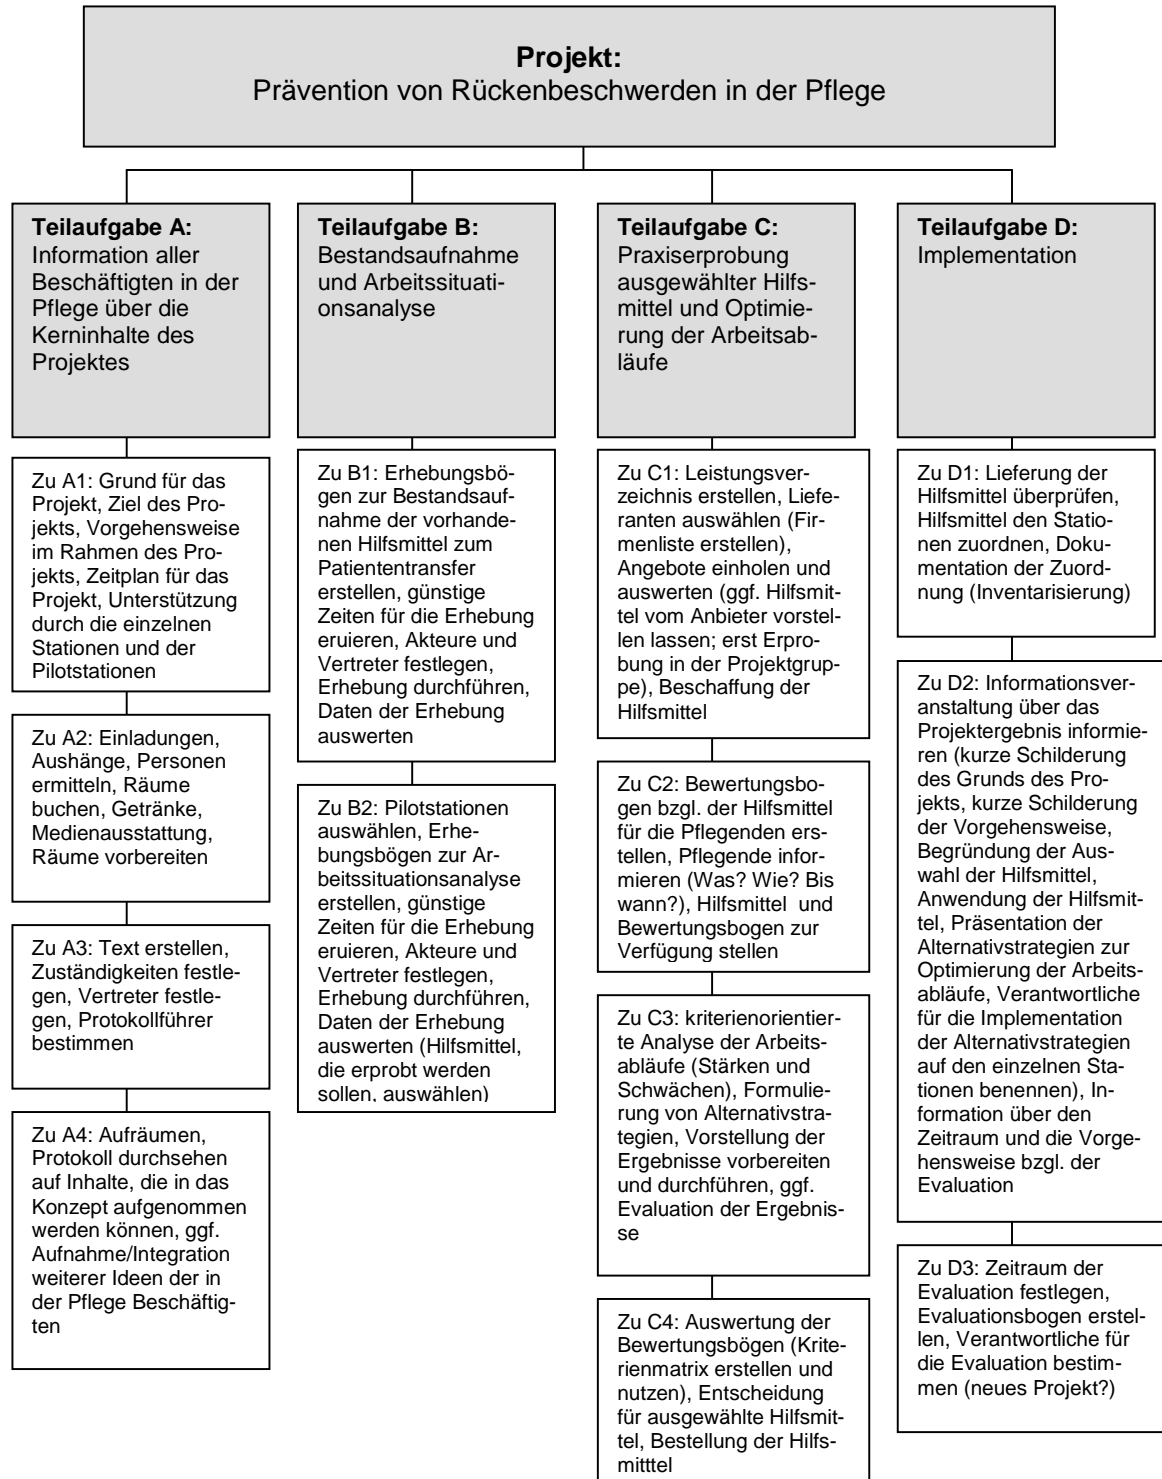 Projekt:
Prävention von Rückenbeschwerden in der Pflege
Teilaufgabe A:
Information aller
Beschäftigten in der
Pflege über die
Kerninhalte des
Projektes
Zu A1: Grund für das
Projekt, Ziel des Pro-
jekts, Vorgehensweise
im Rahmen des Pro-
jekts, Zeitplan für das
Projekt, Unterstützung
durch die einzelnen
Stationen und der
Pilotstationen
Zu A2: Einladungen,
Aushänge, Personen
ermitteln, Räume
buchen, Getränke,
Medienausstattung,
Räume vorbereiten
Zu A3: Text erstellen,
Zuständigkeiten festle-
gen, Vertreter festle-
gen, Protokollführer
bestimmen
Zu A4: Aufräumen,
Protokoll durchsehen
auf Inhalte, die in das
Konzept aufgenommen
werden können, ggf.
Aufnahme/Integration
weiterer Ideen der in
der Pflege Beschäftig-
ten
Teilaufgabe B:
Bestandsaufnahme
und Arbeitssituati-
onsanalyse
Zu B1: Erhebungsbö-
gen zur Bestandsauf-
nahme der vorhande-
nen Hilfsmittel zum
Patiententransfer
erstellen, günstige
Zeiten für die Erhebung
eruieren, Akteure und
Vertreter festlegen,
Erhebung durchführen,
Daten der Erhebung
auswerten
Zu B2: Pilotstationen
auswählen, Erhe-
bungsbögen zur Ar-
beitssituationsanalyse
erstellen, günstige
Zeiten für die Erhebung
eruieren, Akteure und
Vertreter festlegen,
Erhebung durchführen,
Daten der Erhebung
auswerten (Hilfsmittel,
die erprobt werden
sollen, auswählen)
Teilaufgabe C:
Praxiserprobung
ausgewählter Hilfs-
mittel und Optimie-
rung der Arbeitsab-
läufe
Zu C1: Leistungsver-
zeichnis erstellen, Liefe-
ranten auswählen (Fir-
menliste erstellen),
Angebote einholen und
auswerten (ggf. Hilfsmit-
tel vom Anbieter vorstel-
len lassen; erst Erpro-
bung in der Projektgrup-
pe), Beschaffung der
Hilfsmittel
Zu C2: Bewertungsbo-
gen bzgl. der Hilfsmittel
für die Pflegenden er-
stellen, Pflegende infor-
mieren (Was? Wie? Bis
wann?), Hilfsmittel und
Bewertungsbogen zur
Verfügung stellen
Zu C3: kriterienorientier-
te Analyse der Arbeits-
abläufe (Stärken und
Schwächen), Formulie-
rung von Alternativstra-
tegien, Vorstellung der
Ergebnisse vorbereiten
und durchführen, ggf.
Evaluation der Ergebnis-
se
Zu C4: Auswertung der
Bewertungsbögen (Krite-
rienmatrix erstellen und
nutzen), Entscheidung
für ausgewählte Hilfsmit-
tel, Bestellung der Hilfs-
mitttel
Teilaufgabe D:
Implementation
Zu D1: Lieferung der
Hilfsmittel überprüfen,
Hilfsmittel den Statio-
nen zuordnen, Doku-
mentation der Zuord-
nung (Inventarisierung)
Zu D2: Informationsver-
anstaltung über das
Projektergebnis informie-
ren (kurze Schilderung
des Grunds des Pro-
jekts, kurze Schilderung
der Vorgehensweise,
Begründung der Aus-
wahl der Hilfsmittel,
Anwendung der Hilfsmit-
tel, Präsentation der
Alternativstrategien zur
Optimierung der Arbeits-
abläufe, Verantwortliche
für die Implementation
der Alternativstrategien
auf den einzelnen Sta-
tionen benennen), In-
formation über den
Zeitraum und die Vorge-
hensweise bzgl. der
Evaluation
Zu D3: Zeitraum der
Evaluation festlegen,
Evaluationsbogen erstel-
len, Verantwortliche für
die Evaluation bestim-
men (neues Projekt?)